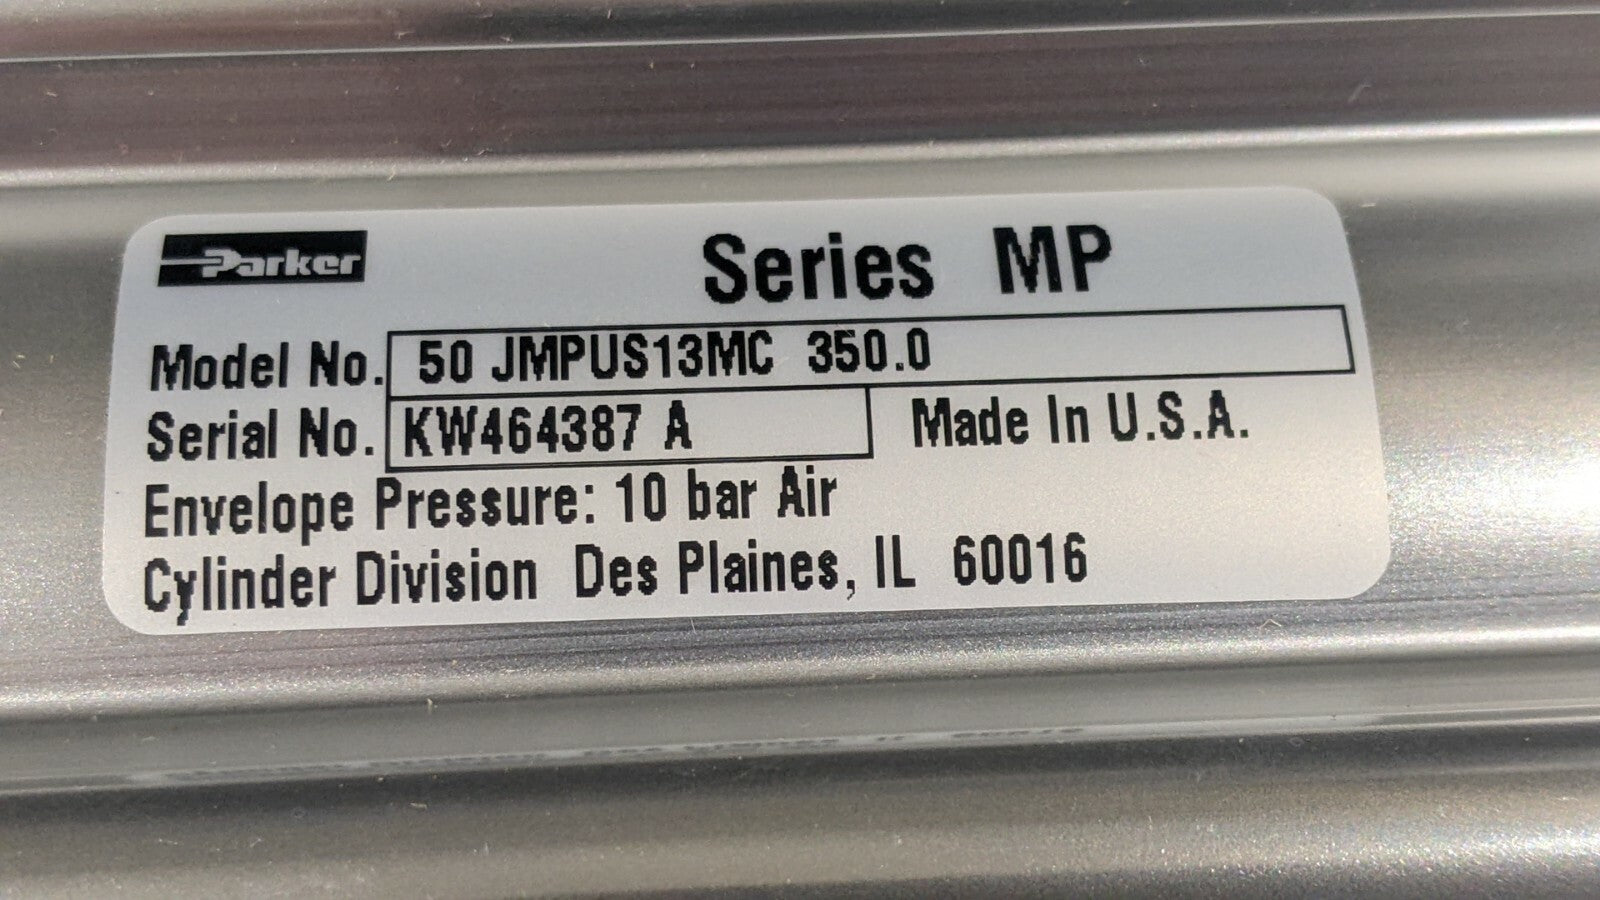 Parker Series MP
Model No. 50 JMPUS13MC 350.0
Serial No. KW464387 A Made In U.S.A.
Envelope Pressure: 10 bar Air
Cylinder Division Des Plaines, IL 60016